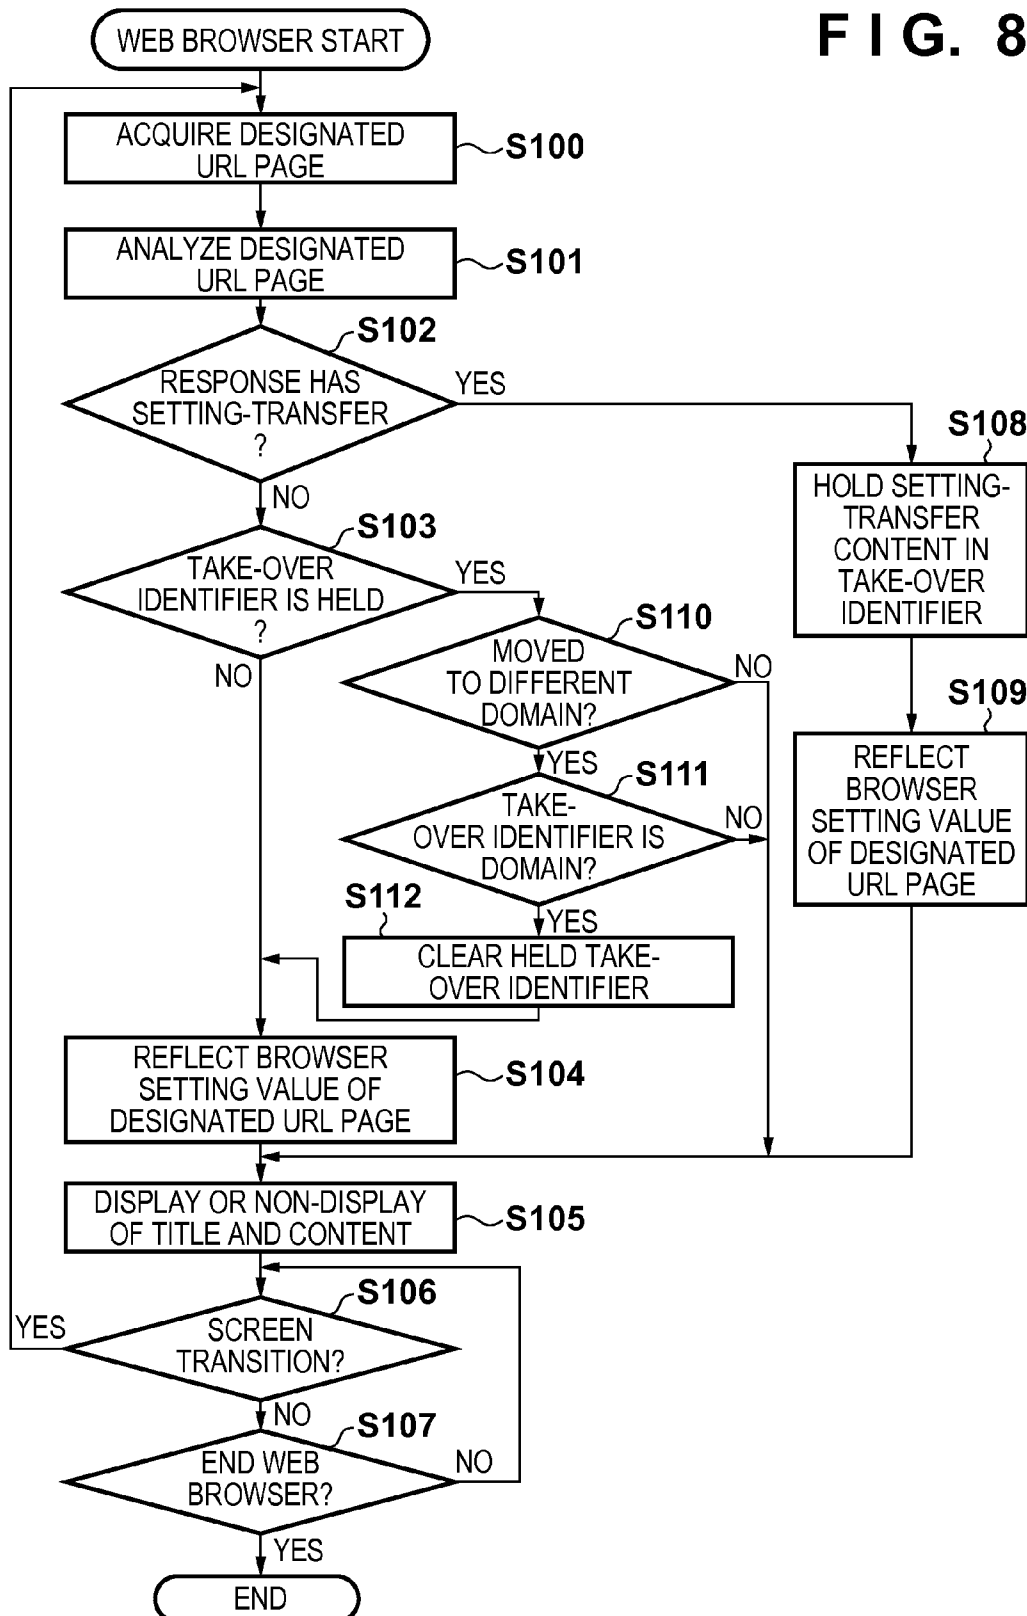 FIG. 8
WEB BROWSER START
ACQUIRE DESIGNATED
URL PAGE
S100
ANALYZE DESIGNATED
URL PAGE
S101
S102
RESPONSE HAS
SETTING-TRANSFER
?
YES
NO
S108
HOLD SETTING-
TRANSFER
CONTENT IN
TAKE-OVER
IDENTIFIER
S103
TAKE-OVER
IDENTIFIER IS HELD
?
YES
NO
S110
MOVED
TO DIFFERENT
DOMAIN?
NO
YES
S109
REFLECT
BROWSER
SETTING VALUE
OF DESIGNATED
URL PAGE
S111
TAKE-
OVER IDENTIFIER IS
DOMAIN?
NO
YES
S112
CLEAR HELD TAKE-
OVER IDENTIFIER
REFLECT BROWSER
SETTING VALUE OF
DESIGNATED URL PAGE
S104
DISPLAY OR NON-DISPLAY
OF TITLE AND CONTENT
S105
S106
SCREEN
TRANSITION?
YES
NO
S107
END WEB
BROWSER?
NO
YES
END